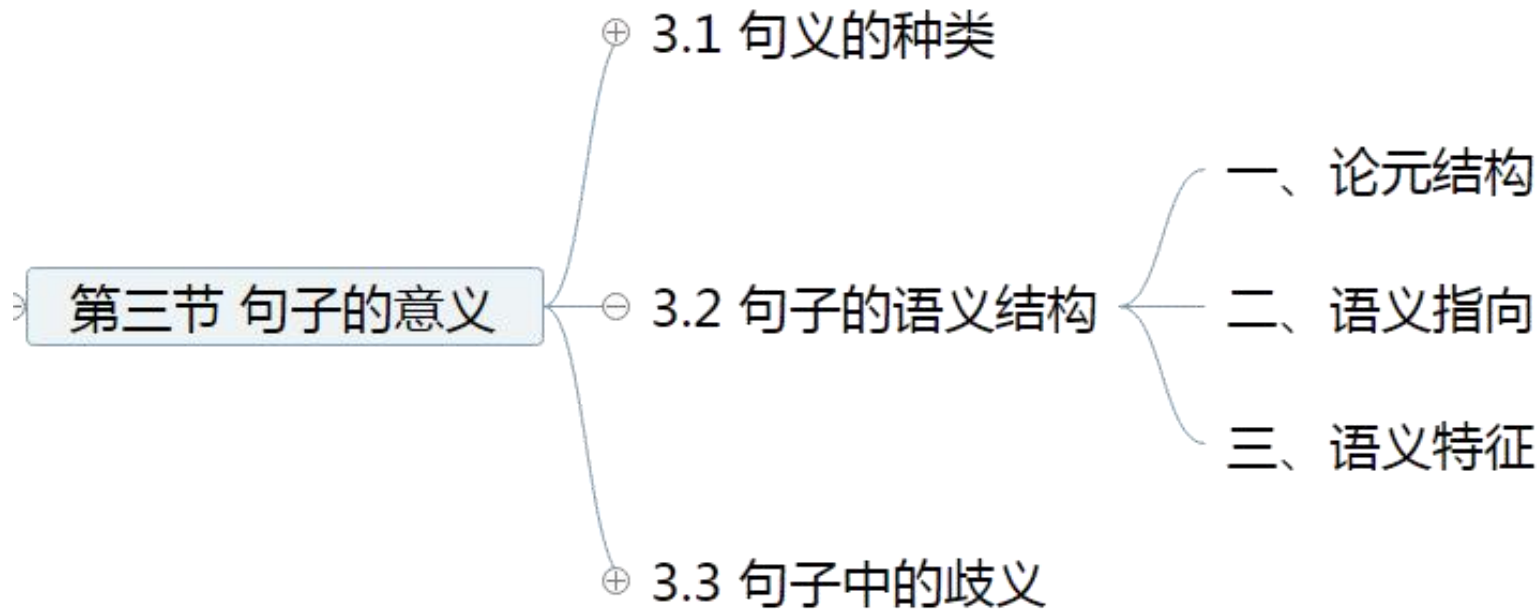 3.1 句义的种类
一、论元结构
第三节 句子的意义
3.2 句子的语义结构
二、语义指向
三、语义特征
3.3 句子中的歧义